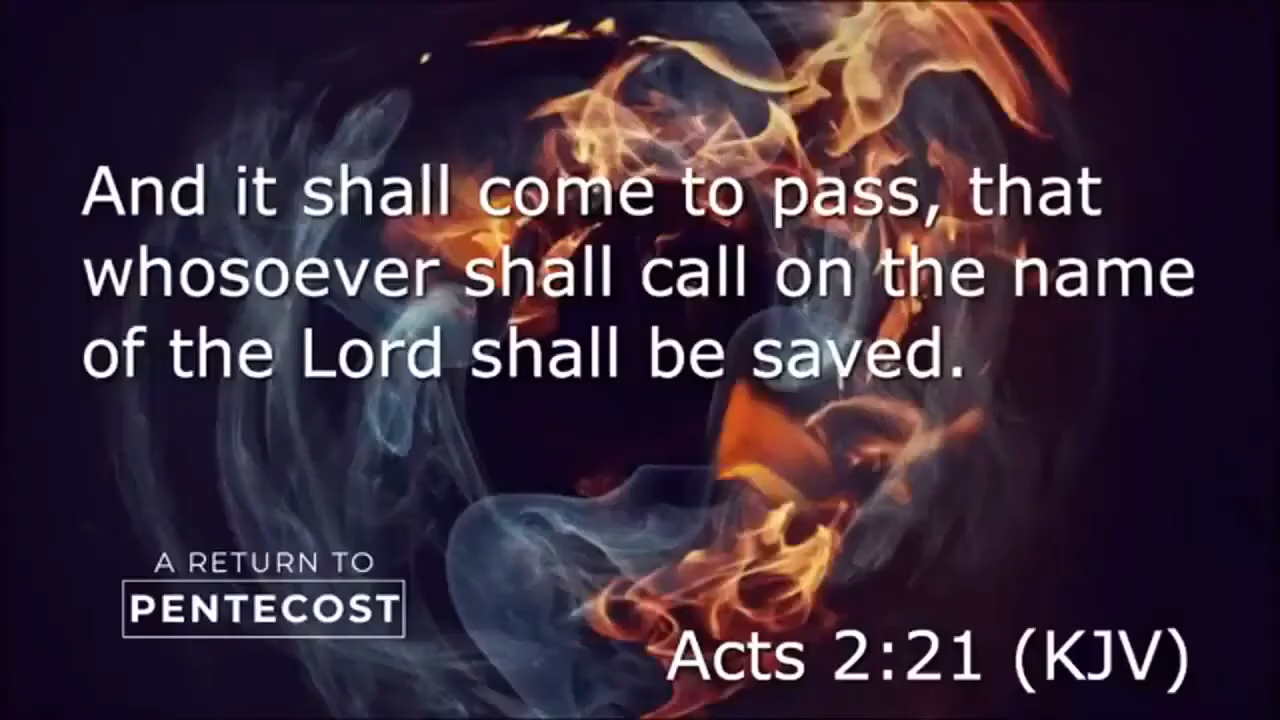 And it shall come to pass, that
whosoever shall call on the name
of the Lord shall be saved.
A RETURN TO
PENTECOST
Acts 2:21 (KJV)